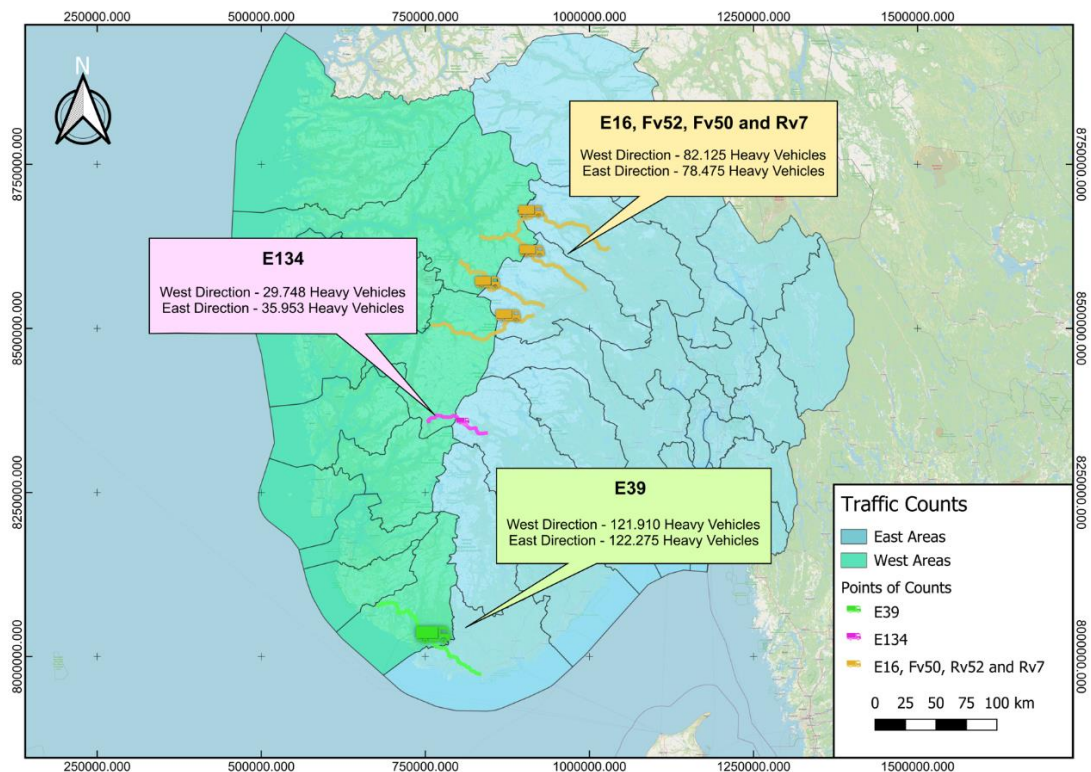 250000.000 500000.000 750000.000 1000000.000 1250000.000 1500000.000
N
E16, Fv52, Fv50 and Rv7
West Direction - 82.125 Heavy Vehicles
East Direction - 78.475 Heavy Vehicles
8750000.000 8750000.000
E134
West Direction - 29.748 Heavy Vehicles
East Direction - 35.953 Heavy Vehicles
8500000.000 8500000.000
E39
West Direction - 121.910 Heavy Vehicles
East Direction - 122.275 Heavy Vehicles
8250000.000 8250000.000
Traffic Counts
East Areas
West Areas
Points of Counts
E39
E134
E16, Fv50, Rv52 and Rv7
8000000.000 8000000.000
0 25 50 75 100 km
250000.000 500000.000 750000.000 1000000.000 1250000.000 1500000.000